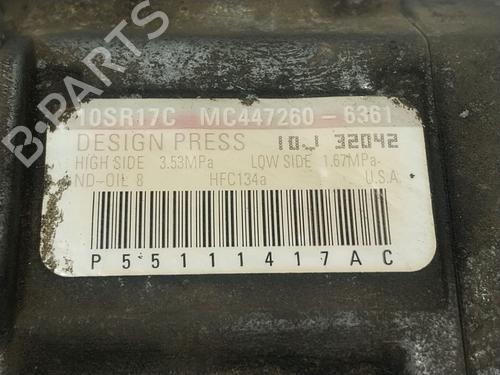 B-PARTS
10SR17C MC447260-6361
DESIGN PRESS 10J 32042
HIGH SIDE 3.53MPa LOW SIDE 1.67MPa
ND-OIL 8 HFC134a U.S.A
P55111417AC